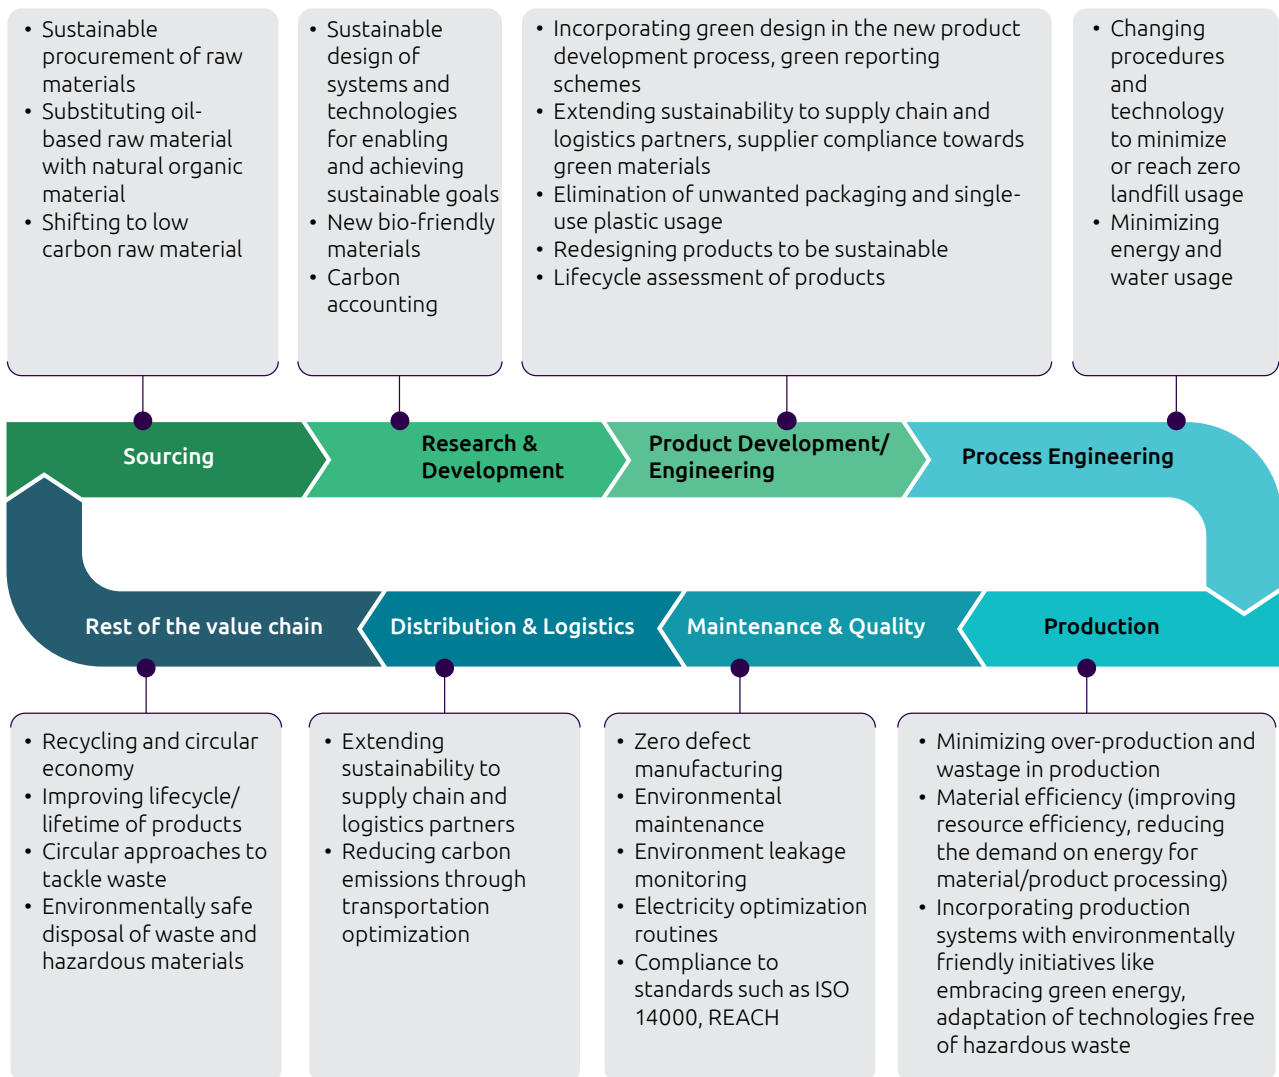 • Sustainable
procurement of raw
materials
• Substituting oil-
based raw material
with natural organic
material
• Shifting to low
carbon raw material
• Sustainable
design of
systems and
technologies
for enabling
and achieving
sustainable goals
• New bio-friendly
materials
• Carbon
accounting
• Incorporating green design in the new product
development process, green reporting
schemes
• Extending sustainability to supply chain and
logistics partners, supplier compliance towards
green materials
• Elimination of unwanted packaging and single-
use plastic usage
• Redesigning products to be sustainable
• Lifecycle assessment of products
• Changing
procedures
and
technology
to minimize
or reach zero
landfill usage
• Minimizing
energy and
water usage
Sourcing
Research &
Development
Product Development/
Engineering
Process Engineering
Rest of the value chain
Distribution & Logistics
Maintenance & Quality
Production
• Recycling and circular
economy
• Improving lifecycle/
lifetime of products
• Circular approaches to
tackle waste
• Environmentally safe
disposal of waste and
hazardous materials
• Extending
sustainability to
supply chain and
logistics partners
• Reducing carbon
emissions through
transportation
optimization
• Zero defect
manufacturing
• Environmental
maintenance
• Environment leakage
monitoring
• Electricity optimization
routines
• Compliance to
standards such as ISO
14000, REACH
• Minimizing over-production and
wastage in production
• Material efficiency (improving
resource efficiency, reducing
the demand on energy for
material/product processing)
• Incorporating production
systems with environmentally
friendly initiatives like
embracing green energy,
adaptation of technologies free
of hazardous waste